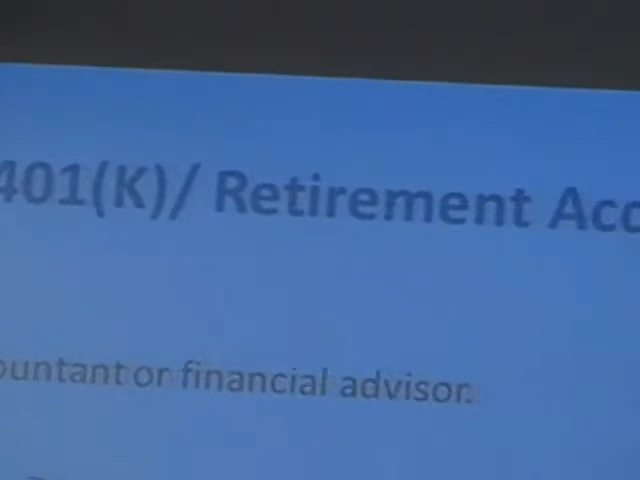 401(K)/ Retirement Acc
ountant or financial advisor.